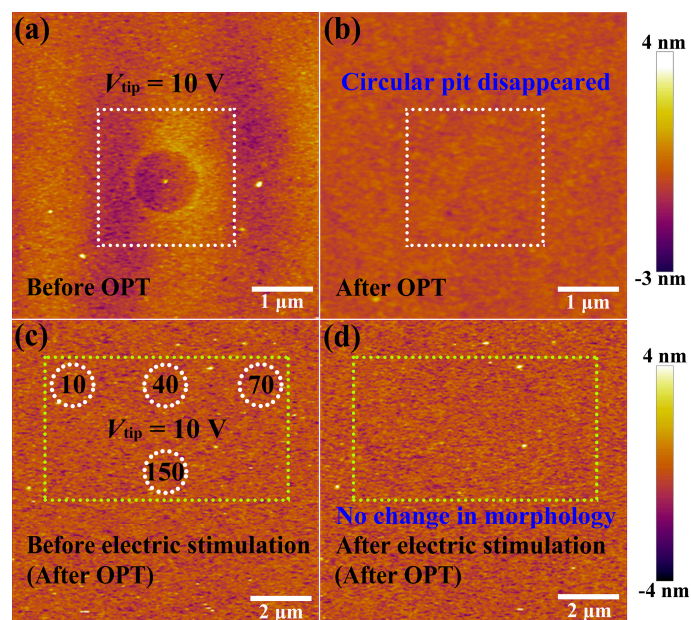 (a)
V tip = 10 V
Before OPT
1 μm
(b)
Circular pit disappeared
After OPT
1 μm
4 nm
-3 nm
(c)
10
40
70
V tip = 10 V
150
Before electric stimulation
(After OPT)
2 μm
(d)
No change in morphology
After electric stimulation
(After OPT)
2 μm
4 nm
-4 nm